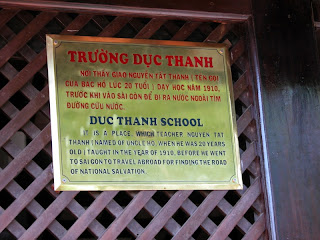 TRƯỜNG DỤC THANH
NƠI THẦY GIÁO NGUYỄN TẤT THÀNH ( TÊN GỌI
CỦA BÁC HỒ LÚC 20 TUỔI ) DẠY HỌC NĂM 1910,
TRƯỚC KHI VÀO SÀI GÒN ĐỂ ĐI RA NƯỚC NGOÀI TÌM
ĐƯỜNG CỨU NƯỚC.
DUC THANH SCHOOL
IT IS A PLACE WHICH TEACHER NGUYEN TAT
THANH ( NAMED OF UNCLE HO, WHEN HE WAS 20 YEARS
OLD ) TAUGHT IN THE YEAR OF 1910, BEFORE HE WENT
TO SAI GON TO TRAVEL ABROAD FOR FINDING THE ROAD
OF NATIONAL SALVATION.